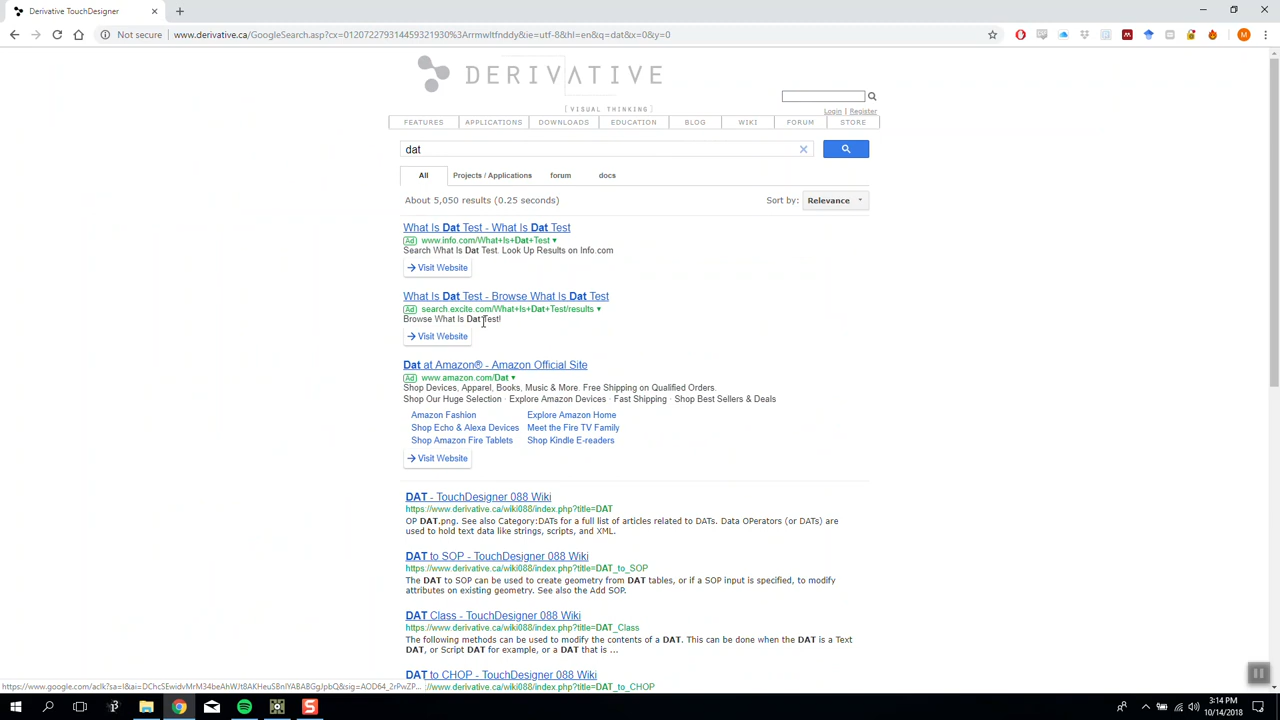 Derivative TouchDesigner
Not secure | www.derivative.ca/GoogleSearch.asp?cx=012072279314459321930%3Arrmwltfnddy&ie=utf-8&hl=en&q=dat&x=0&y=0
M
DERIVATIVE
[ VISUAL THINKING ]
Login | Register
FEATURES APPLICATIONS DOWNLOADS EDUCATION BLOG WIKI FORUM STORE
dat
All Projects / Applications forum docs
About 5,050 results (0.25 seconds) Sort by: Relevance
What Is Dat Test - What Is Dat Test
Ad www.info.com/What+Is+Dat+Test
Search What Is Dat Test. Look Up Results on Info.com
Visit Website
What Is Dat Test - Browse What Is Dat Test
Ad search.excite.com/What+Is+Dat+Test/results
Browse What Is Dat Test!
Visit Website
Dat at Amazon® - Amazon Official Site
Ad www.amazon.com/Dat
Shop Devices, Apparel, Books, Music & More. Free Shipping on Qualified Orders.
Shop Our Huge Selection · Explore Amazon Devices · Fast Shipping · Shop Best Sellers & Deals
Amazon Fashion Explore Amazon Home
Shop Echo & Alexa Devices Meet the Fire TV Family
Shop Amazon Fire Tablets Shop Kindle E-readers
Visit Website
DAT - TouchDesigner 088 Wiki
https://www.derivative.ca/wiki088/index.php?title=DAT
OP DAT.png. See also Category:DATs for a full list of articles related to DATs. Data OPerators (or DATs) are
used to hold text data like strings, scripts, and XML.
DAT to SOP - TouchDesigner 088 Wiki
https://www.derivative.ca/wiki088/index.php?title=DAT_to_SOP
The DAT to SOP can be used to create geometry from DAT tables, or if a SOP input is specified, to modify
attributes on existing geometry. See also the Add SOP.
DAT Class - TouchDesigner 088 Wiki
https://www.derivative.ca/wiki088/index.php?title=DAT_Class
The following methods can be used to modify the contents of a DAT. This can be done when the DAT is a Text
DAT, or Script DAT for example, or a DAT that is ...
DAT to CHOP - TouchDesigner 088 Wiki
://www.derivative.ca/wiki088/index.php?title=DAT_to_CHOP
3:14 PM
10/14/2018